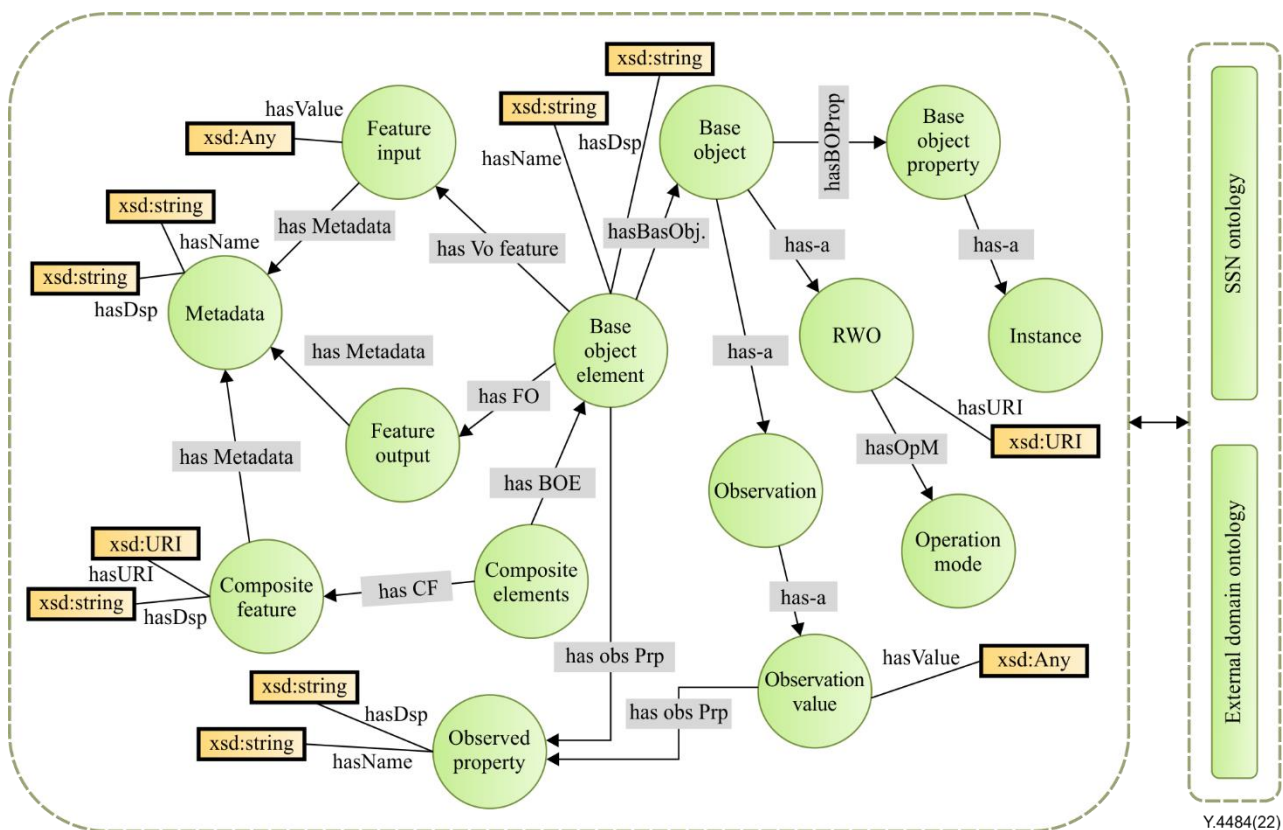 xsd:string
xsd:string
hasValue
hasDsp
hasName
xsd:Any
Feature
input
Base
object
hasBOProp
Base
object
property
xsd:string
hasName
has Metadata
has Vo feature
hasBasObj.
has-a
has-a
xsd:string
hasDsp
Metadata
has Metadata
Base
object
element
has-a
RWO
Instance
has FO
hasURI
xsd:URI
Feature
output
has Metadata
has BOE
hasOpM
Observation
Operation
mode
xsd:URI
hasURI
xsd:string
hasDsp
Composite
feature
has CF
Composite
elements
has-a
has obs Prp
hasValue
xsd:Any
Observation
value
xsd:string
hasDsp
has obs Prp
xsd:string
hasName
Observed
property
SSN ontology
External domain ontology
Y.4484(22)